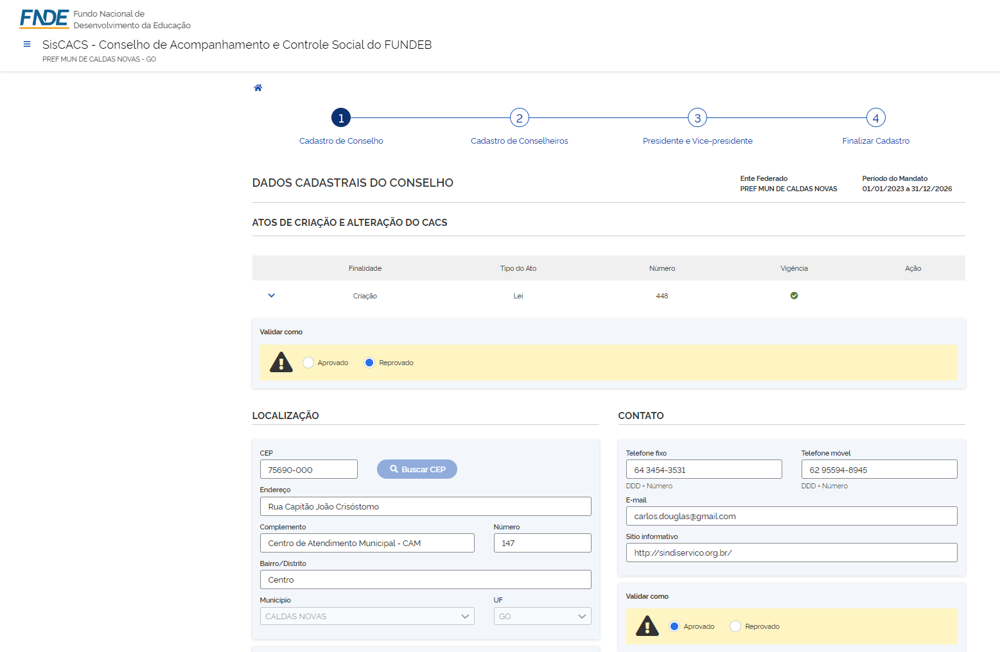 FNDE
Fundo Nacional de
Desenvolvimento da Educação
SisCACS - Conselho de Acompanhamento e Controle Social do FUNDEB
PREF MUN DE CALDAS NOVAS - GO
1
2
3
4
Cadastro de Conselho
Cadastro de Conselheiros
Presidente e Vice-presidente
Finalizar Cadastro
DADOS CADASTRAIS DO CONSELHO
Ente Federado
PREF MUN DE CALDAS NOVAS
Período do Mandato
01/01/2023 a 31/12/2026
ATOS DE CRIAÇÃO E ALTERAÇÃO DO CACS
Finalidade Tipo do Ato Número Vigência Ação
Criação Lei 448
Validar como
Aprovado Reprovado
LOCALIZAÇÃO
CEP
75690-000
Buscar CEP
Endereço
Rua Capitão João Crisóstomo
Complemento
Centro de Atendimento Municipal - CAM
Número
147
Bairro/Distrito
Centro
Município
CALDAS NOVAS
UF
GO
CONTATO
Telefone fixo
64 3454-3531
DDD + Número
Telefone móvel
62 95594-8945
DDD + Número
E-mail
carlos.douglas@gmail.com
Sitio informativo
http://sindiservico.org.br/
Validar como
Aprovado Reprovado